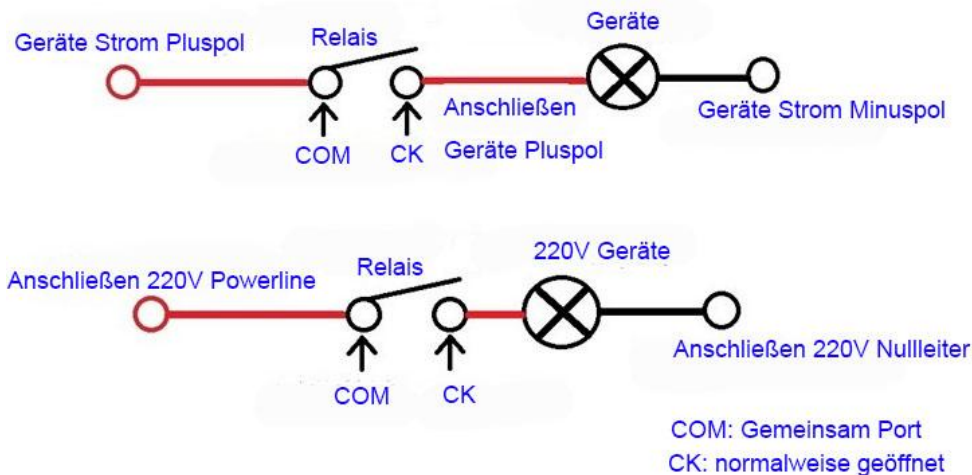 Geräte
Geräte Strom Pluspol
Relais
Anschließen
Geräte Pluspol
Geräte Strom Minuspol
COM
CK
220V Geräte
Anschließen 220V Powerline
Relais
Anschließen 220V Nullleiter
COM
CK
COM: Gemeinsam Port
CK: normalweise geöffnet